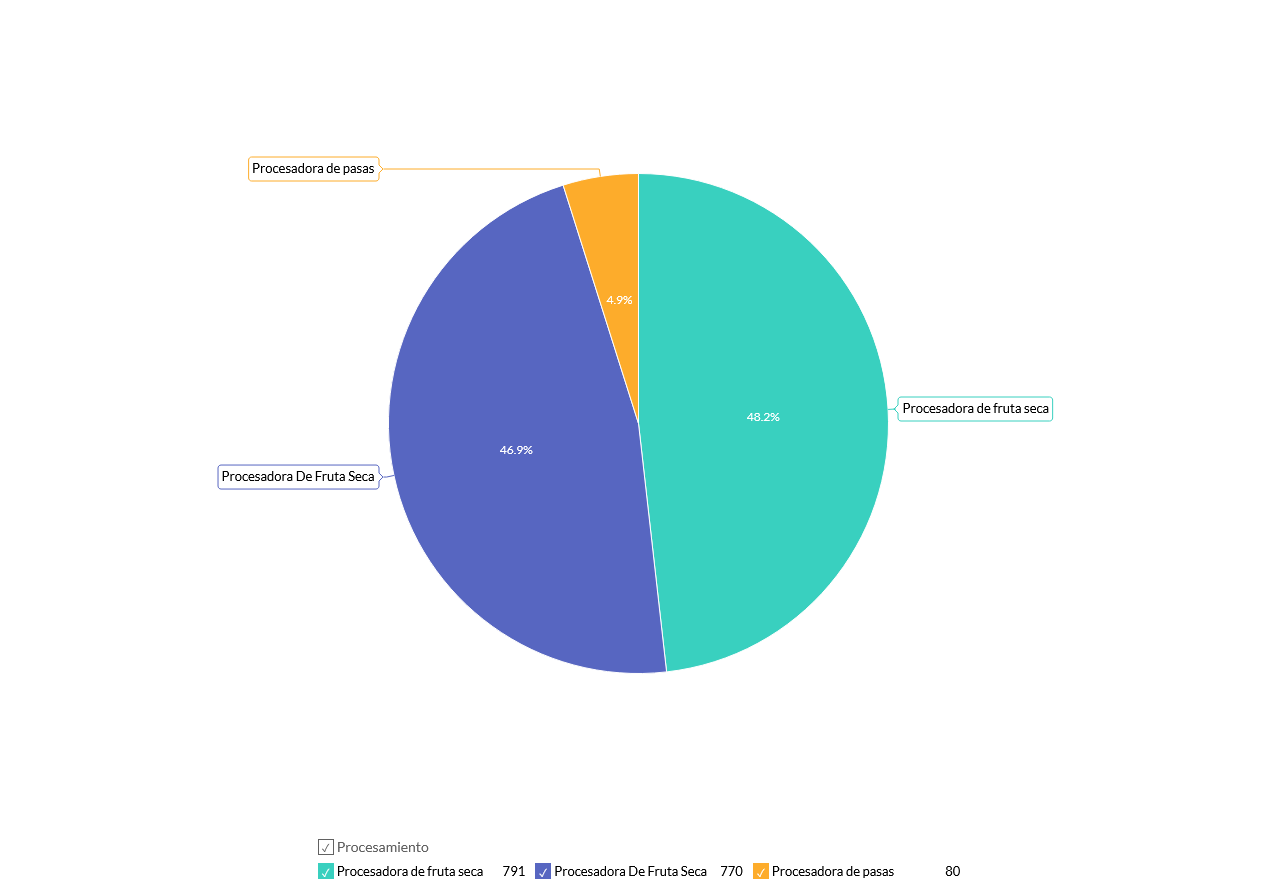 Procesadora de pasas
4.9%
Procesadora de fruta seca
48.2%
46.9%
Procesadora De Fruta Seca
Procesamiento
Procesadora de fruta seca 791 Procesadora De Fruta Seca 770 Procesadora de pasas 80